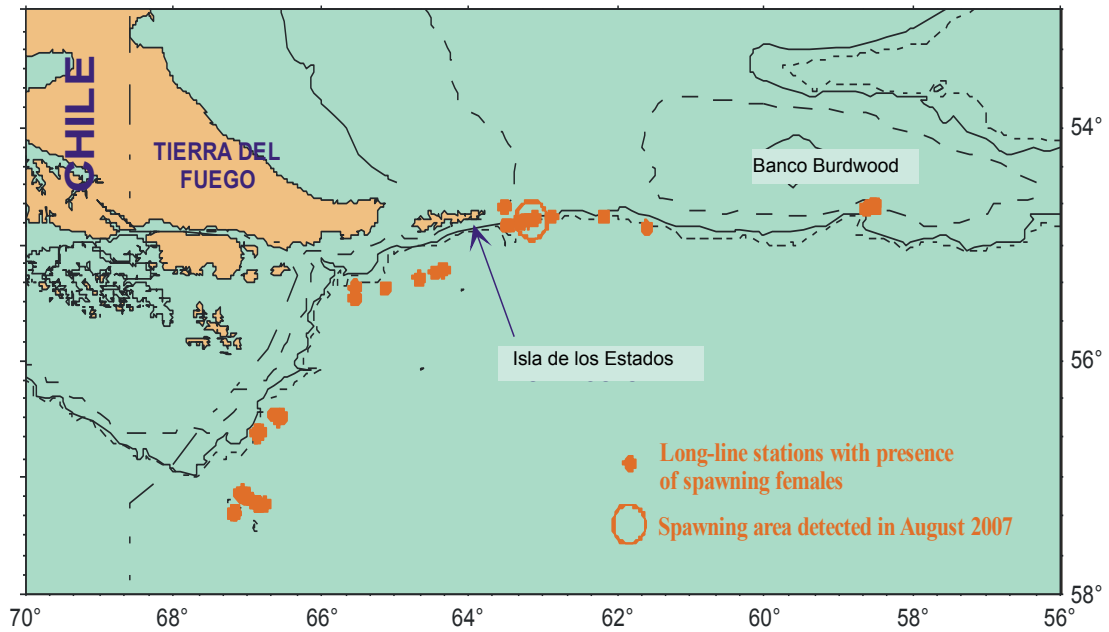 CHILE
TIERRA DEL
FUEGO
Banco Burdwood
Isla de los Estados
Long-line stations with presence
of spawning females
Spawning area detected in August 2007
54°
56°
58°
70°
68°
66°
64°
62°
60°
58°
56°